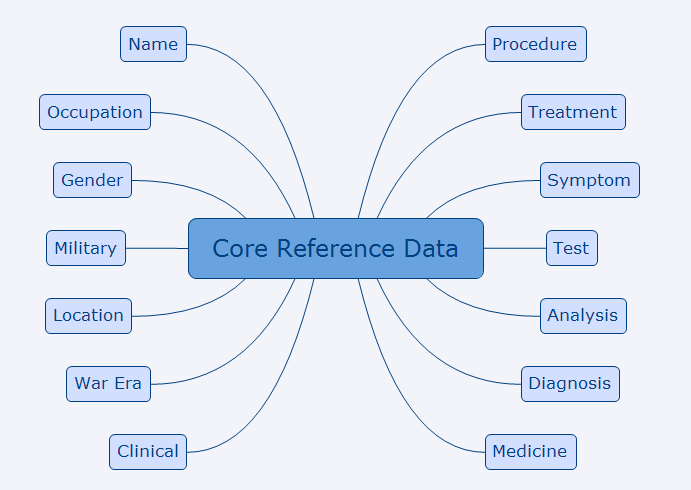 Name
Occupation
Gender
Military
Location
War Era
Clinical
Core Reference Data
Procedure
Treatment
Symptom
Test
Analysis
Diagnosis
Medicine